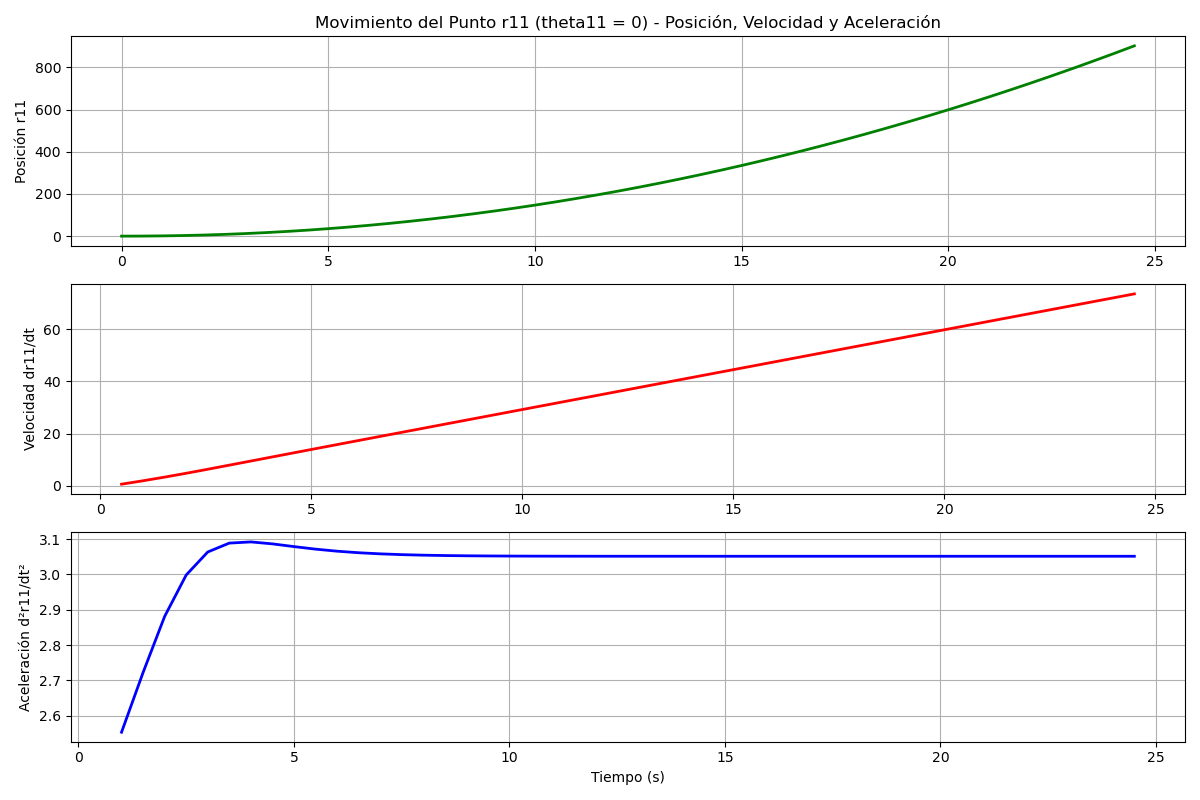 Movimiento del Punto r11 (theta11 = 0) - Posición, Velocidad y Aceleración
Posición r11
800
600
400
200
0
0 5 10 15 20 25
Velocidad dr11/dt
60
40
20
0
0 5 10 15 20 25
Aceleración d²r11/dt²
3.1
3.0
2.9
2.8
2.7
2.6
0 5 10 15 20 25
Tiempo (s)